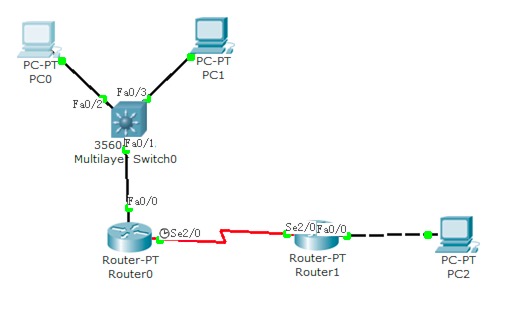 PC-PT
PC0
PC-PT
PC1
Fa0/2
Fa0/3
3560
Fa0/1
Multilayer Switch0
Fa0/0
Se2/0
Router-PT
Router0
Se2/0
Fa0/0
Router-PT
Router1
PC-PT
PC2